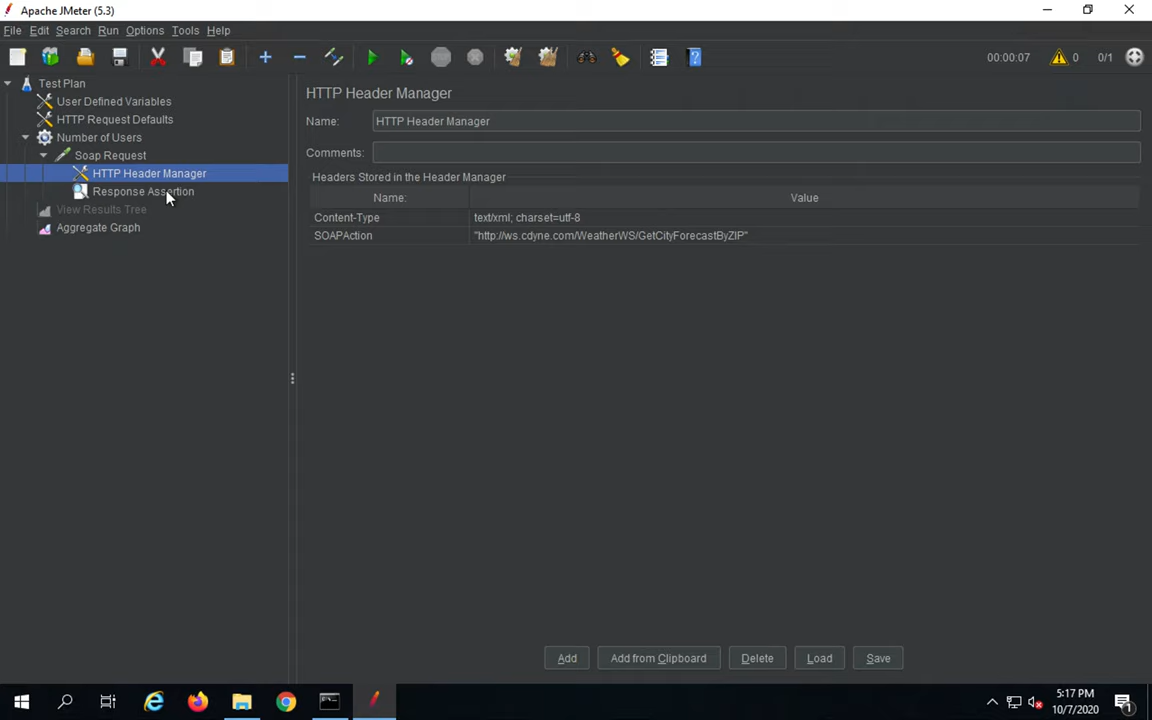 Apache JMeter (5.3)
File Edit Search Run Options Tools Help
00:00:07 0 0/1
Test Plan
User Defined Variables
HTTP Request Defaults
Number of Users
Soap Request
HTTP Header Manager
Response Assertion
View Results Tree
Aggregate Graph
HTTP Header Manager
Name: HTTP Header Manager
Comments:
Headers Stored in the Header Manager
Name: Value
Content-Type text/xml; charset=utf-8
SOAPAction "http://ws.cdyne.com/WeatherWS/GetCityForecastByZIP"
Add Add from Clipboard Delete Load Save
5:17 PM
10/7/2020
1